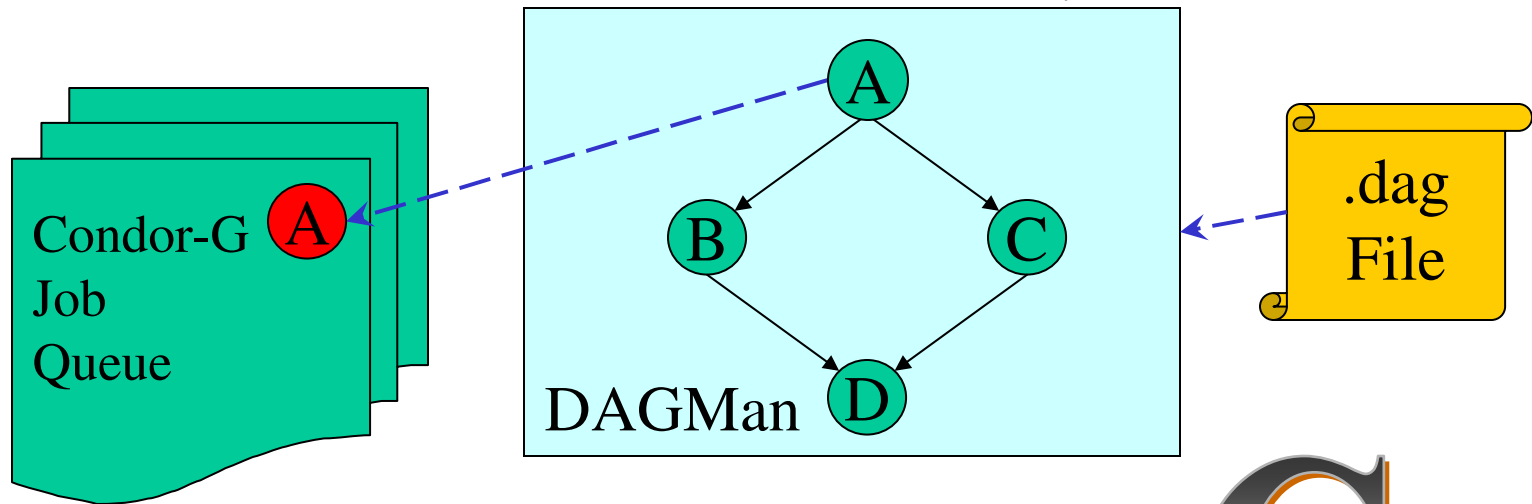 Condor-G
Job
Queue
A
A
B
C
D
DAGMan
.dag
File